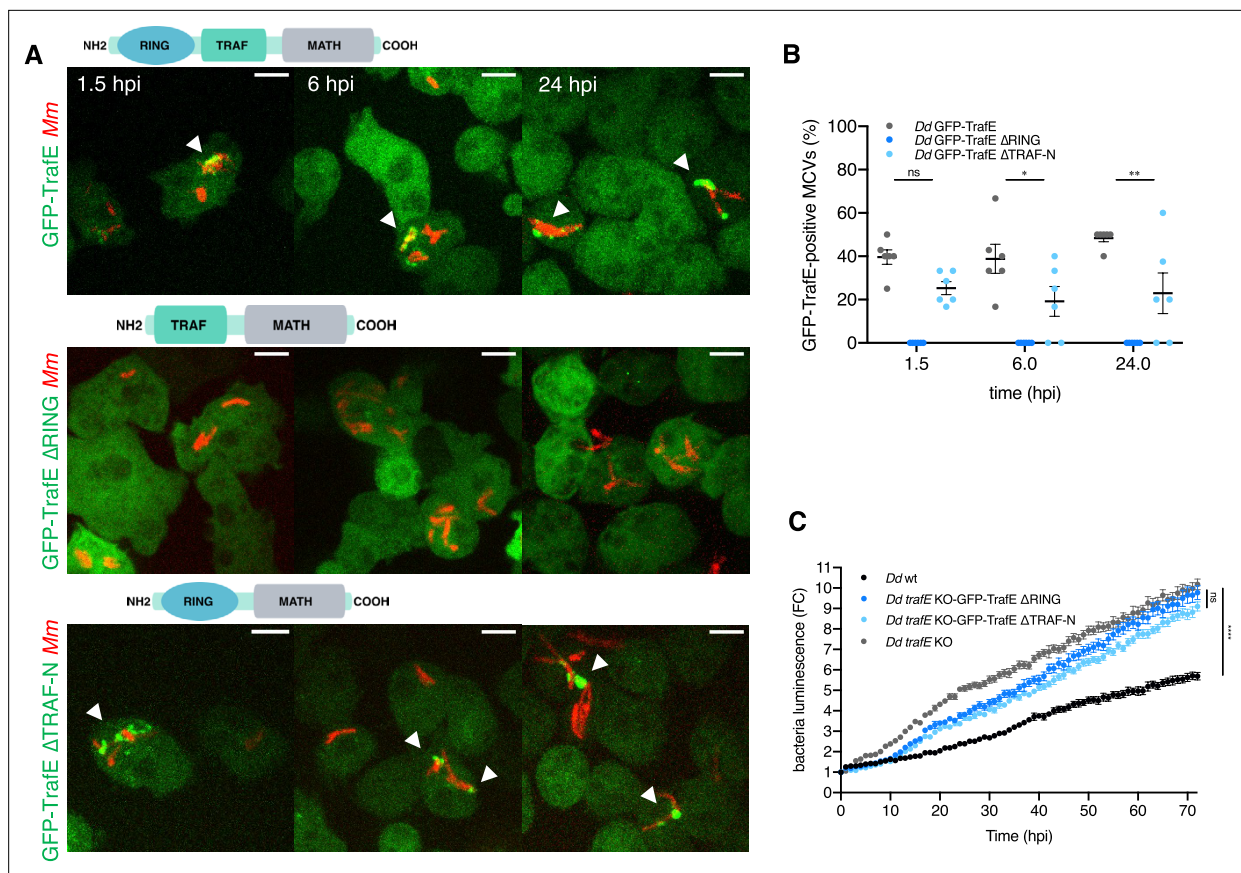 A
NH2 RING TRAF MATH COOH
1.5 hpi 6 hpi 24 hpi
GFP-TrafE Mm
NH2 TRAF MATH COOH
GFP-TrafE ΔRING Mm
NH2 RING MATH COOH
GFP-TrafE ΔTRAF-N Mm
B
Dd GFP-TrafE
Dd GFP-TrafE ΔRING
Dd GFP-TrafE ΔTRAF-N
ns * **
GFP-TrafE-positive MCVs (%)
100
80
60
40
20
0
1.5 6.0 24.0
time (hpi)
C
Dd wt
Dd trafE KO-GFP-TrafE ΔRING
Dd trafE KO-GFP-TrafE ΔTRAF-N
Dd trafE KO
ns
****
bacteria luminescence (FC)
11
10
9
8
7
6
5
4
3
2
1
0
0 10 20 30 40 50 60 70
Time (hpi)